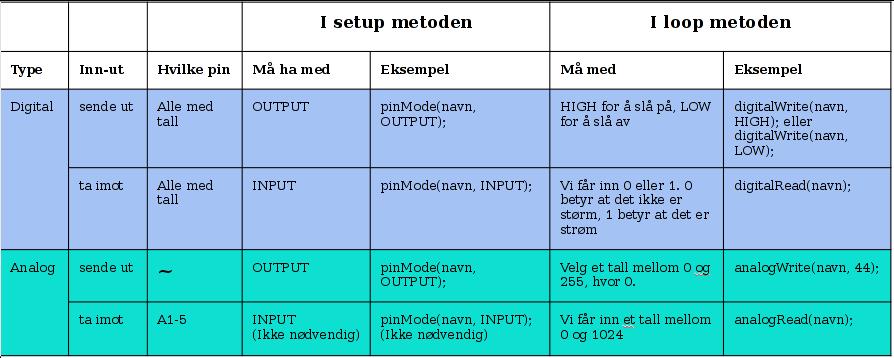 I setup metoden I loop metoden
Type Inn-ut Hvilke pin Må ha med Eksempel Må med Eksempel
Digital sende ut Alle med OUTPUT pinMode(navn, HIGH for å slå på, LOW digitalWrite(navn,
tall OUTPUT); for å slå av HIGH); eller
digitalWrite(navn,
LOW);
ta imot Alle med INPUT pinMode(navn, INPUT); Vi får inn 0 eller 1. 0 digitalRead(navn);
tall betyr at det ikke er
størm, 1 betyr at det er
strøm
Analog sende ut ~ OUTPUT pinMode(navn, Velg et tall mellom 0 og analogWrite(navn, 44);
OUTPUT); 255, hvor 0.
ta imot A1-5 INPUT pinMode(navn, INPUT); Vi får inn et tall mellom analogRead(navn);
(Ikke nødvendig) (Ikke nødvendig) 0 og 1024